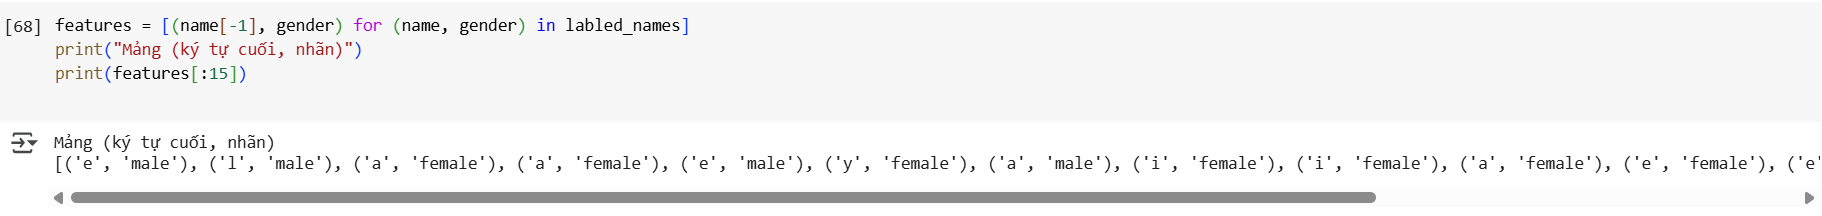 [68] features = [(name[-1], gender) for (name, gender) in labled_names]
print("Mảng (ký tự cuối, nhãn)")
print(features[:15])
Mảng (ký tự cuối, nhãn)
[('e', 'male'), ('l', 'male'), ('a', 'female'), ('a', 'female'), ('e', 'male'), ('y', 'female'), ('a', 'male'), ('i', 'female'), ('i', 'female'), ('a', 'female'), ('e', 'female'), ('e'